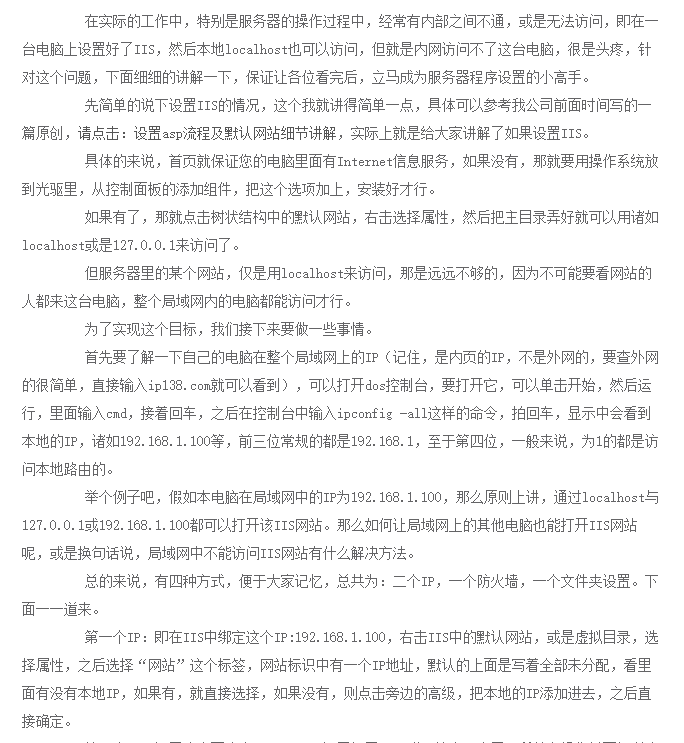 在实际的工作中，特别是服务器的操作过程中，经常有内部之间不通，或是无法访问，即在一
台电脑上设置好了IIS，然后本地localhost也可以访问，但就是内网访问不了这台电脑，很是头疼，针
对这个问题，下面细细的讲解一下，保证让各位看完后，立马成为服务器程序设置的小高手。
先简单的说下设置IIS的情况，这个我就讲得简单一点，具体可以参考我公司前面时间写的一
篇原创，请点击：设置asp流程及默认网站细节讲解，实际上就是给大家讲解了如果设置IIS。
具体的来说，首页就保证您的电脑里面有Internet信息服务，如果没有，那就要用操作系统放
到光驱里，从控制面板的添加组件，把这个选项加上，安装好才行。
如果有了，那就点击树状结构中的默认网站，右击选择属性，然后把主目录弄好就可以用诸如
localhost或是127.0.0.1来访问了。
但服务器里的某个网站，仅是用localhost来访问，那是远远不够的，因为不可能要看网站的
人都来这台电脑，整个局域网内的电脑都能访问才行。
为了实现这个目标，我们接下来要做一些事情。
首先要了解一下自己的电脑在整个局域网上的IP（记住，是内页的IP，不是外网的，要查外网
的很简单，直接输入ip138.com就可以看到），可以打开dos控制台，要打开它，可以单击开始，然后运
行，里面输入cmd，接着回车，之后在控制台中输入ipconfig -all这样的命令，拍回车，显示中会看到
本地的IP，诸如192.168.1.100等，前三位常规的都是192.168.1，至于第四位，一般来说，为1的都是访
问本地路由的。
举个例子吧，假如本电脑在局域网中的IP为192.168.1.100，那么原则上讲，通过localhost与
127.0.0.1或192.168.1.100都可以打开该IIS网站。那么如何让局域网上的其他电脑也能打开IIS网站
呢，或是换句话说，局域网中不能访问IIS网站有什么解决方法。
总的来说，有四种方式，便于大家记忆，总共为：二个IP，一个防火墙，一个文件夹设置。下
面一一道来。
第一个IP：即在IIS中绑定这个IP:192.168.1.100，右击IIS中的默认网站，或是虚拟目录，选
择属性，之后选择“网站”这个标签，网站标识中有一个IP地址，默认的上面是写着全部未分配，看里
面有没有本地IP，如果有，就直接选择，如果没有，则点击旁边的高级，把本地的IP添加进去，之后直
接确定。